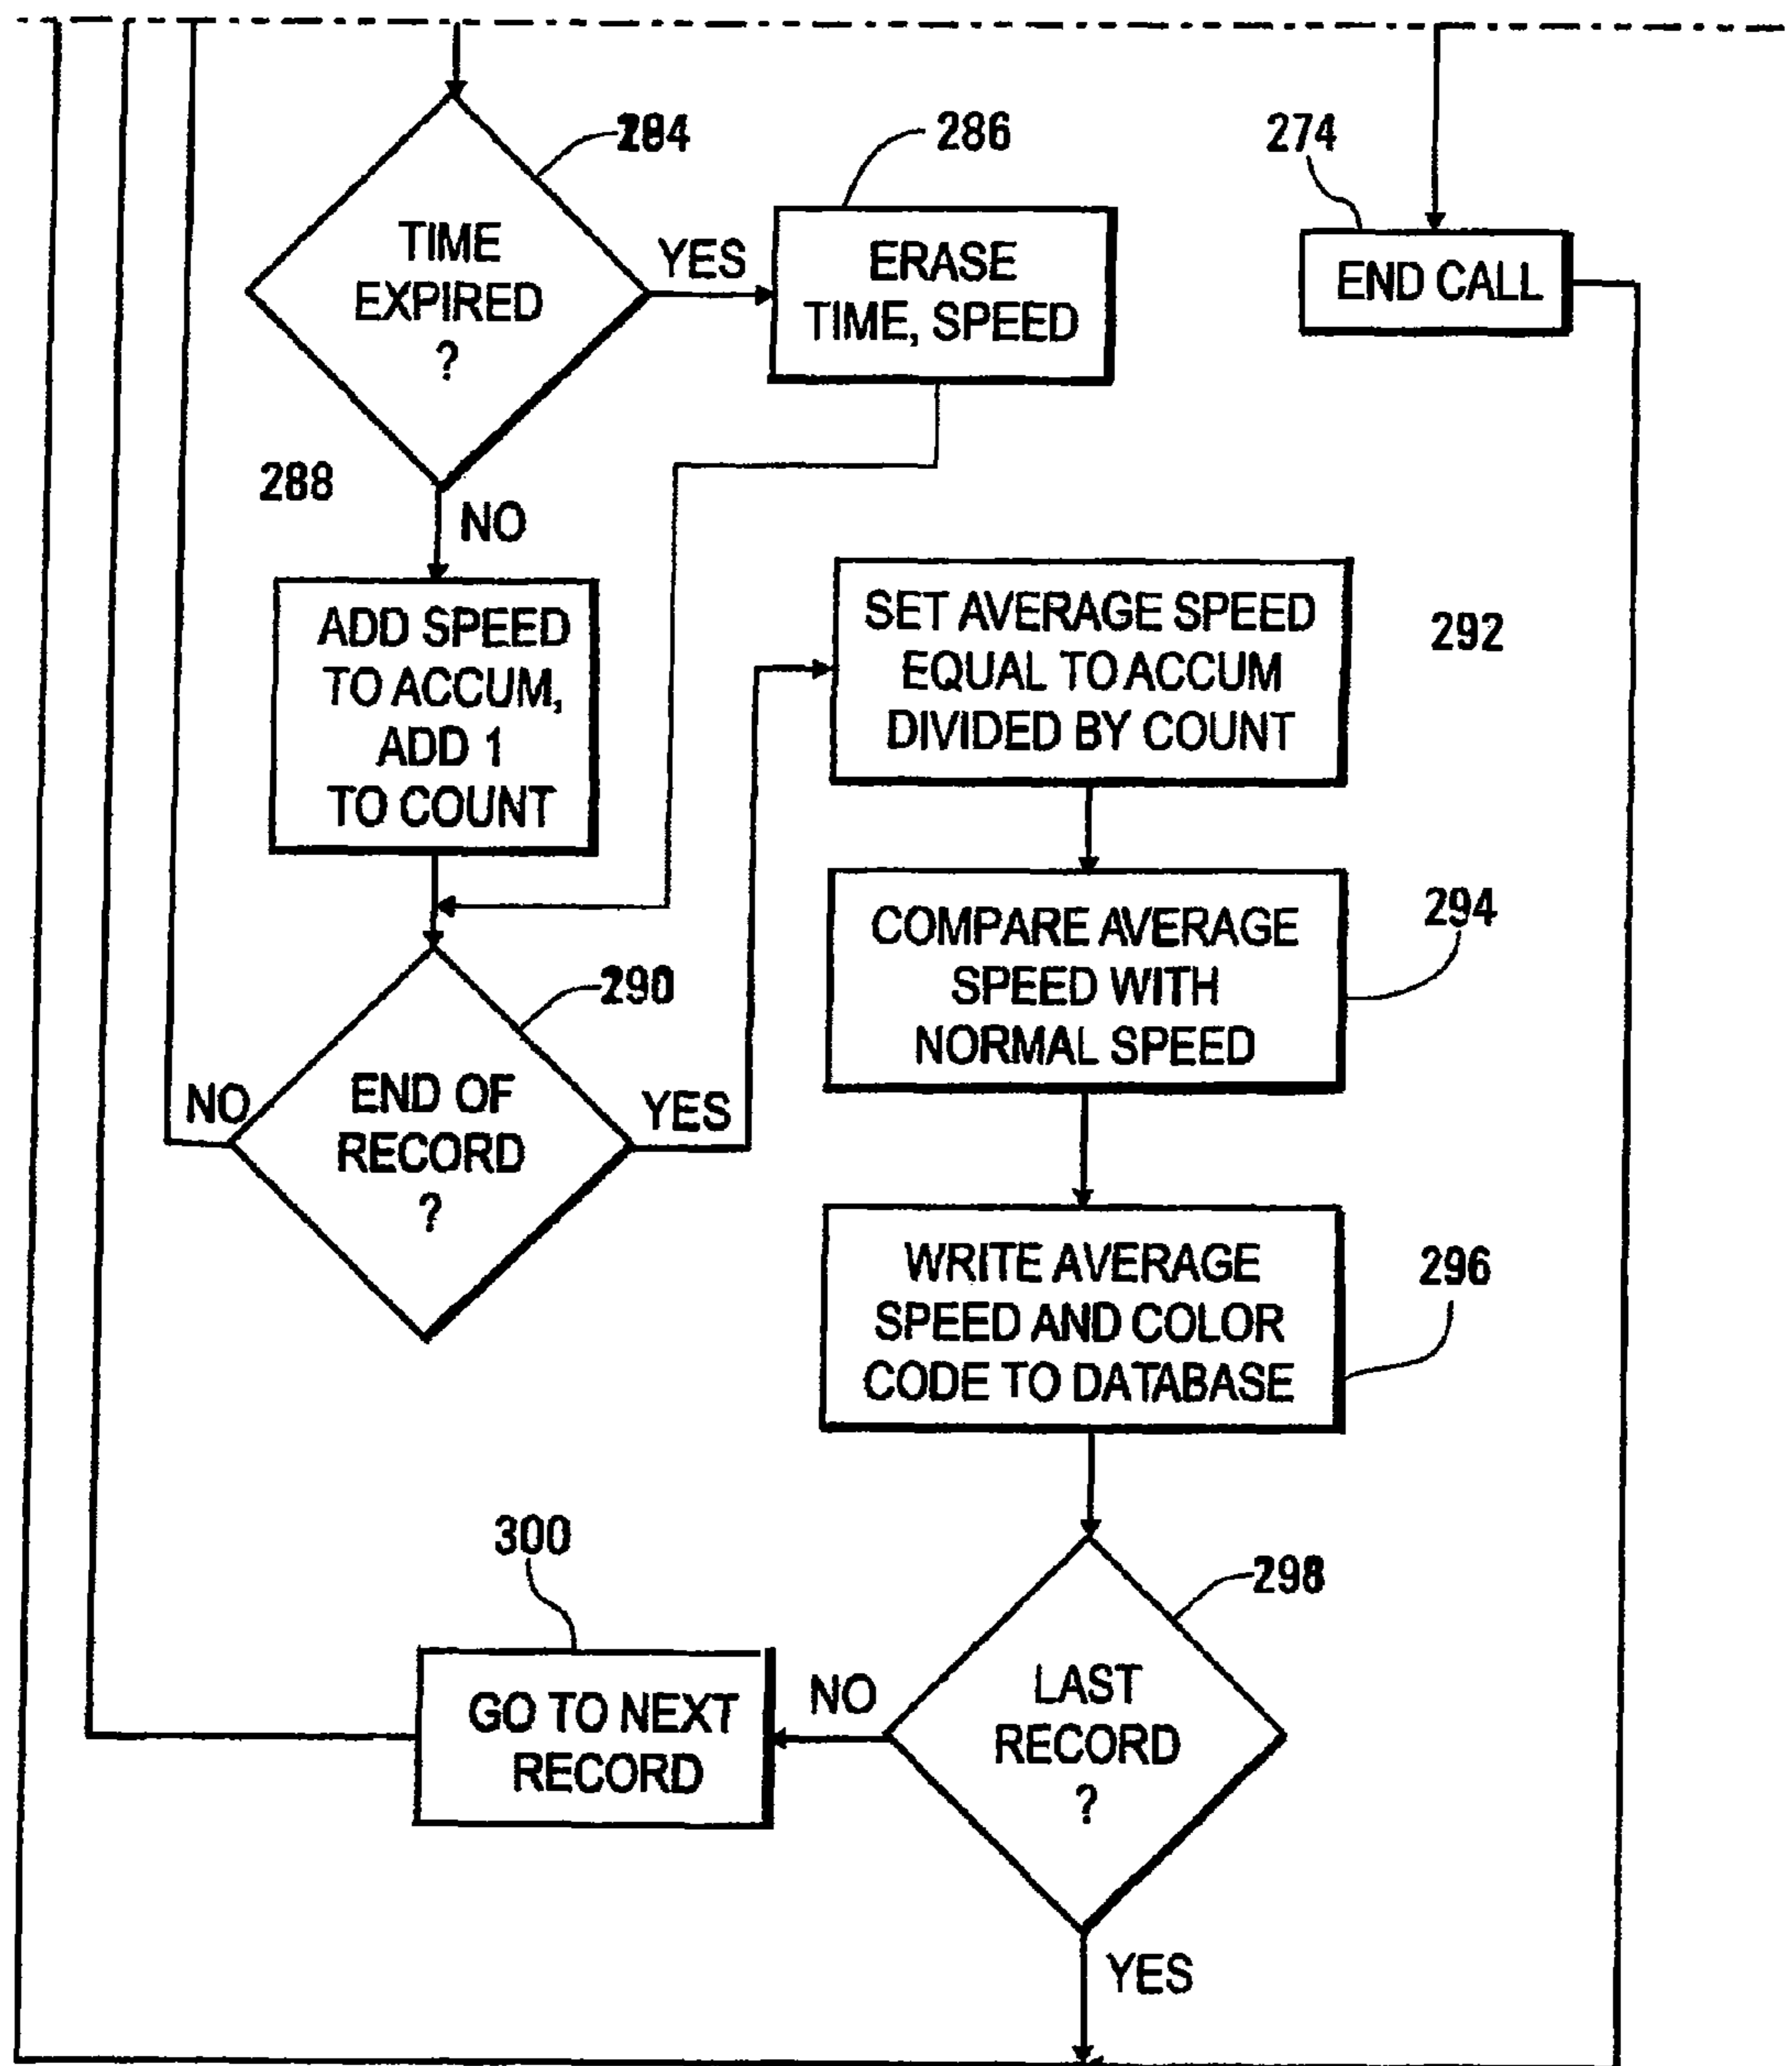 284
286
274
TIME
EXPIRED
?
YES
ERASE
TIME, SPEED
END CALL
288
NO
ADD SPEED
TO ACCUM,
ADD 1
TO COUNT
SET AVERAGE SPEED
EQUAL TO ACCUM
DIVIDED BY COUNT
292
COMPARE AVERAGE
SPEED WITH
NORMAL SPEED
294
290
NO
END OF
RECORD
?
YES
WRITE AVERAGE
SPEED AND COLOR
CODE TO DATABASE
296
300
298
GO TO NEXT
RECORD
NO
LAST
RECORD
?
YES